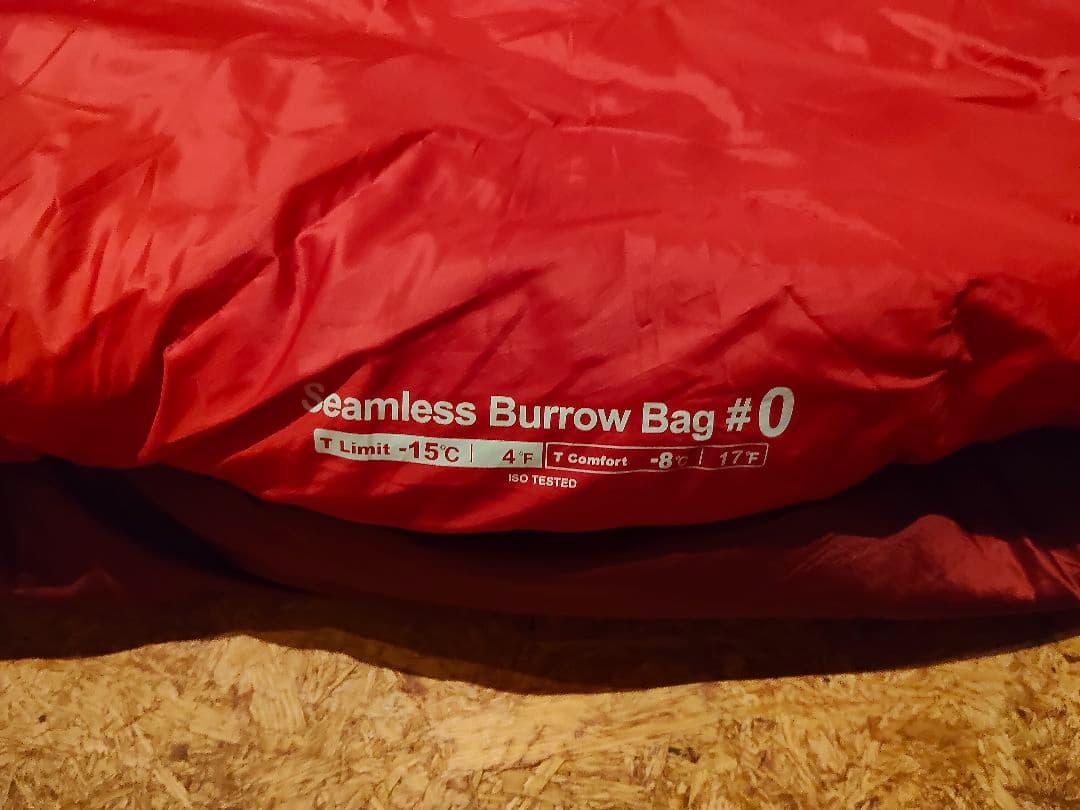 Seamless Burrow Bag #0
T Limit -15℃ | 4°F T Comfort -8℃ | 17°F
ISO TESTED